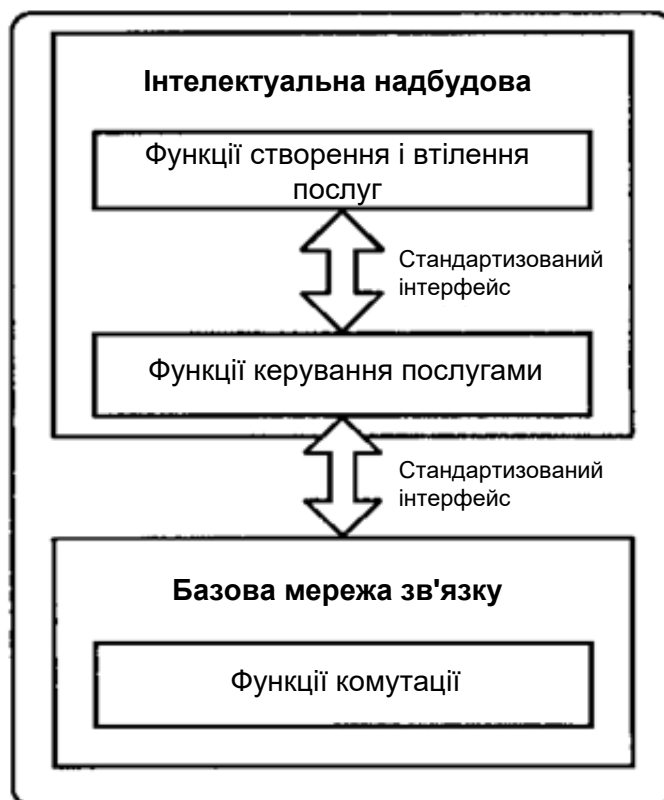 Інтелектуальна надбудова
Функції створення і втілення
послуг
Стандартизований
інтерфейс
Функції керування послугами
Стандартизований
інтерфейс
Базова мережа зв'язку
Функції комутації